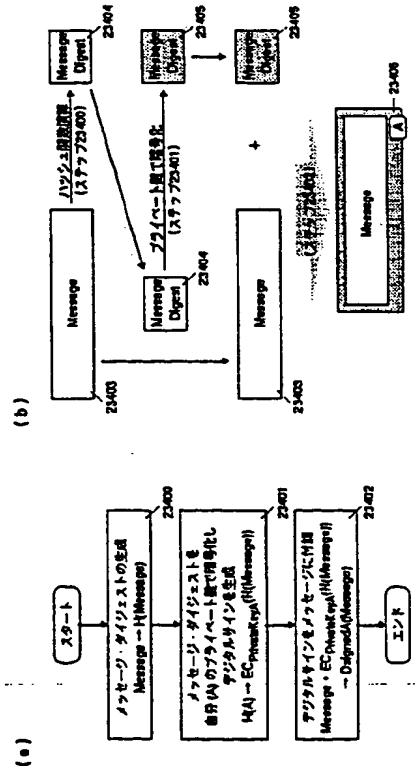 (a)
スタート
メッセージ・ダイジェストの生成
Message → H(Message)
23400
メッセージ・ダイジェストを
自分(A)のプライベート鍵で暗号化し
デジタルサインを生成
H(A) → EC PrivateKeyA(H(Message))
23401
デジタルサインをメッセージに付加
Message + EC PrivateKeyA(H(Message))
→ DsignedA(Message)
23402
エンド
(b)
Message
23403
ハッシュ関数演算
(ステップ23400)
Message
Digest
23404
Message
Digest
23404
プライベート鍵で暗号化
(ステップ23401)
Message
Digest
23405
Message
23403
+
Message
Digest
23405
Message
A
23406